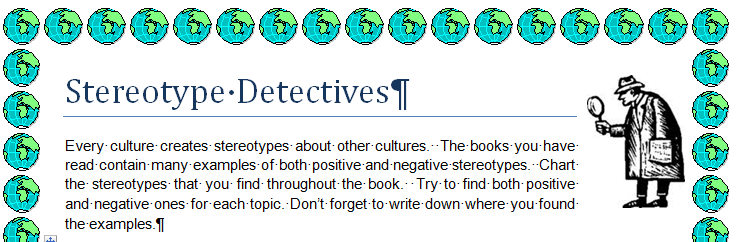 Stereotype·Detectives¶
Every·culture·creates·stereotypes·about·other·cultures.··The·books·you·have·
read·contain·many·examples·of·both·positive·and·negative·stereotypes.··Chart·
the·stereotypes·that·you·find·throughout·the·book.··Try·to·find·both·positive·
and·negative·ones·for·each·topic.·Don't·forget·to·write·down·where·you·found·
the·examples.¶